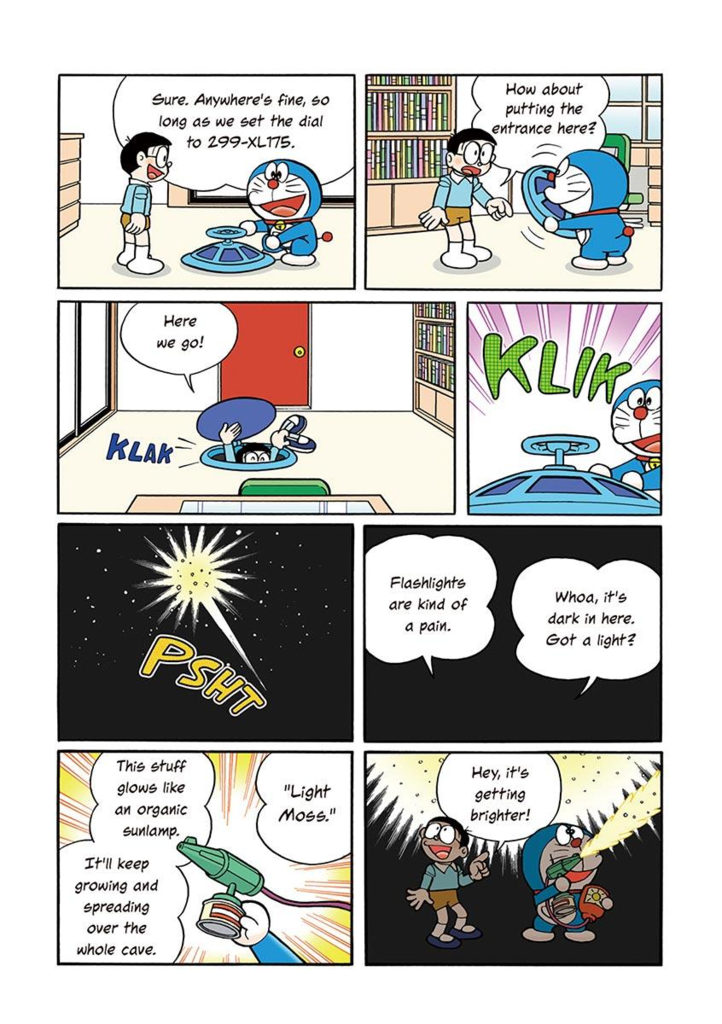 How about
putting the
entrance here?
Sure. Anywhere's fine, so
long as we set the dial
to 299-XL175.
KLIK
Here
we go!
KLAK
Whoa, it's
dark in here.
Got a light?
Flashlights
are kind of
a pain.
PSHT
Hey, it's
getting
brighter!
"Light
Moss."
This stuff
glows like
an organic
sunlamp.
It'll keep
growing and
spreading
over the
whole cave.